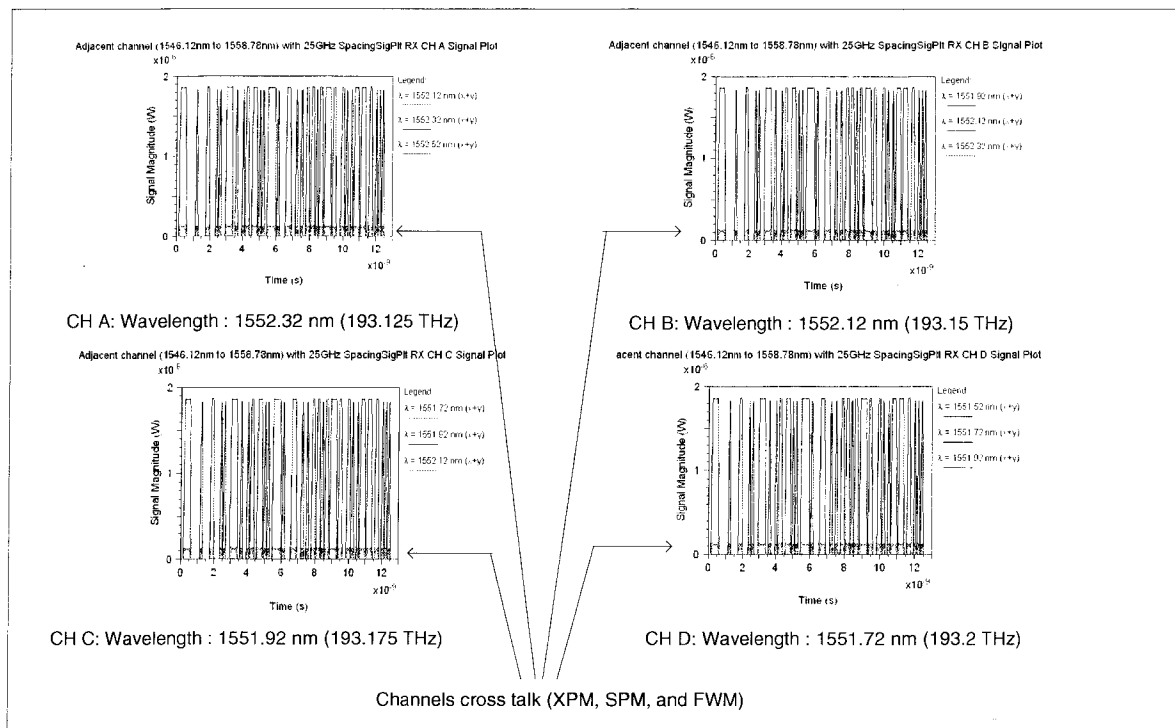 Adjacent channel (1546.12nm to 1558.78nm) with 25GHz SpacingSigPlt RX CH A Signal Plot
x10⁻⁶
2
1
0
Signal Magnitude (W)
0 2 4 6 8 10 12
x10⁻⁹
Time (s)
Legend:
λ = 1552.12 nm (x+y)
λ = 1552.32 nm (x+y)
λ = 1552.52 nm (x+y)
CH A: Wavelength : 1552.32 nm (193.125 THz)
Adjacent channel (1546.12nm to 1558.78nm) with 25GHz SpacingSigPlt RX CH B Signal Plot
x10⁻⁶
2
1
0
Signal Magnitude (W)
0 2 4 6 8 10 12
x10⁻⁹
Time (s)
Legend:
λ = 1551.92 nm (x+y)
λ = 1552.12 nm (x+y)
λ = 1552.32 nm (x+y)
CH B: Wavelength : 1552.12 nm (193.15 THz)
Adjacent channel (1546.12nm to 1558.78nm) with 25GHz SpacingSigPlt RX CH C Signal Plot
x10⁻⁶
2
1
0
Signal Magnitude (W)
0 2 4 6 8 10 12
x10⁻⁹
Time (s)
Legend:
λ = 1551.72 nm (x+y)
λ = 1551.92 nm (x+y)
λ = 1552.12 nm (x+y)
CH C: Wavelength : 1551.92 nm (193.175 THz)
acent channel (1546.12nm to 1558.78nm) with 25GHz SpacingSigPlt RX CH D Signal Plot
x10⁻⁶
2
1
0
Signal Magnitude (W)
0 2 4 6 8 10 12
x10⁻⁹
Time (s)
Legend:
λ = 1551.52 nm (x+y)
λ = 1551.72 nm (x+y)
λ = 1551.92 nm (x+y)
CH D: Wavelength : 1551.72 nm (193.2 THz)
Channels cross talk (XPM, SPM, and FWM)